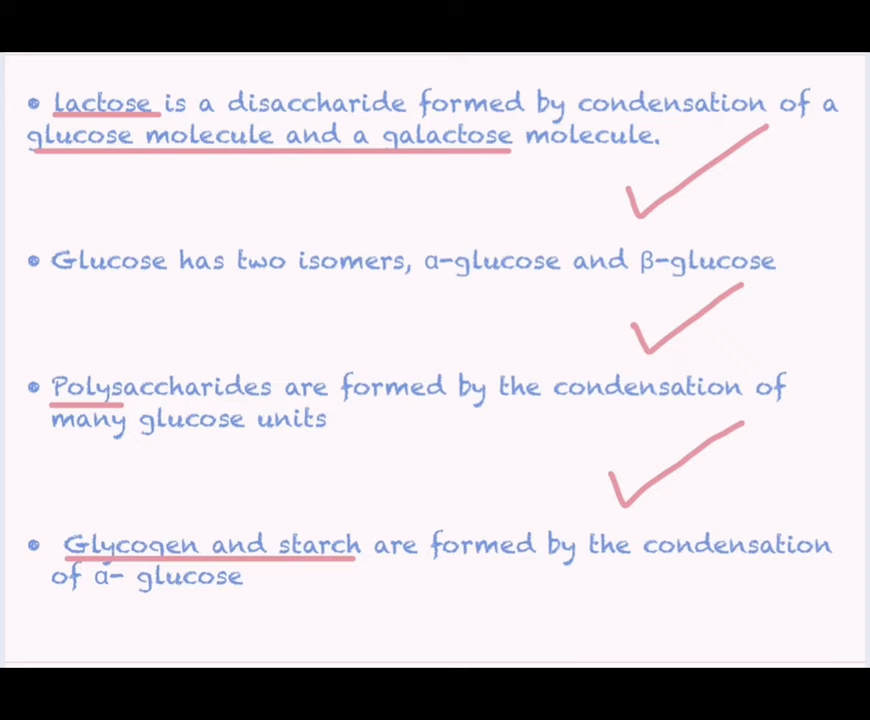 • Lactose is a disaccharide formed by condensation of a
glucose molecule and a galactose molecule.
• Glucose has two isomers, α-glucose and β-glucose
• Polysaccharides are formed by the condensation of
many glucose units
• Glycogen and starch are formed by the condensation
of α- glucose